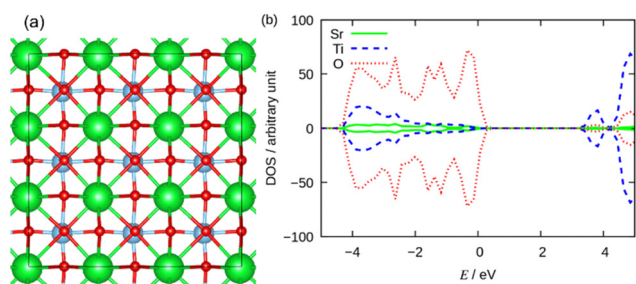 (a)
(b)
100
50
0
−50
−100
DOS / arbitrary unit
Sr
Ti
O
−4
−2
0
2
4
E / eV